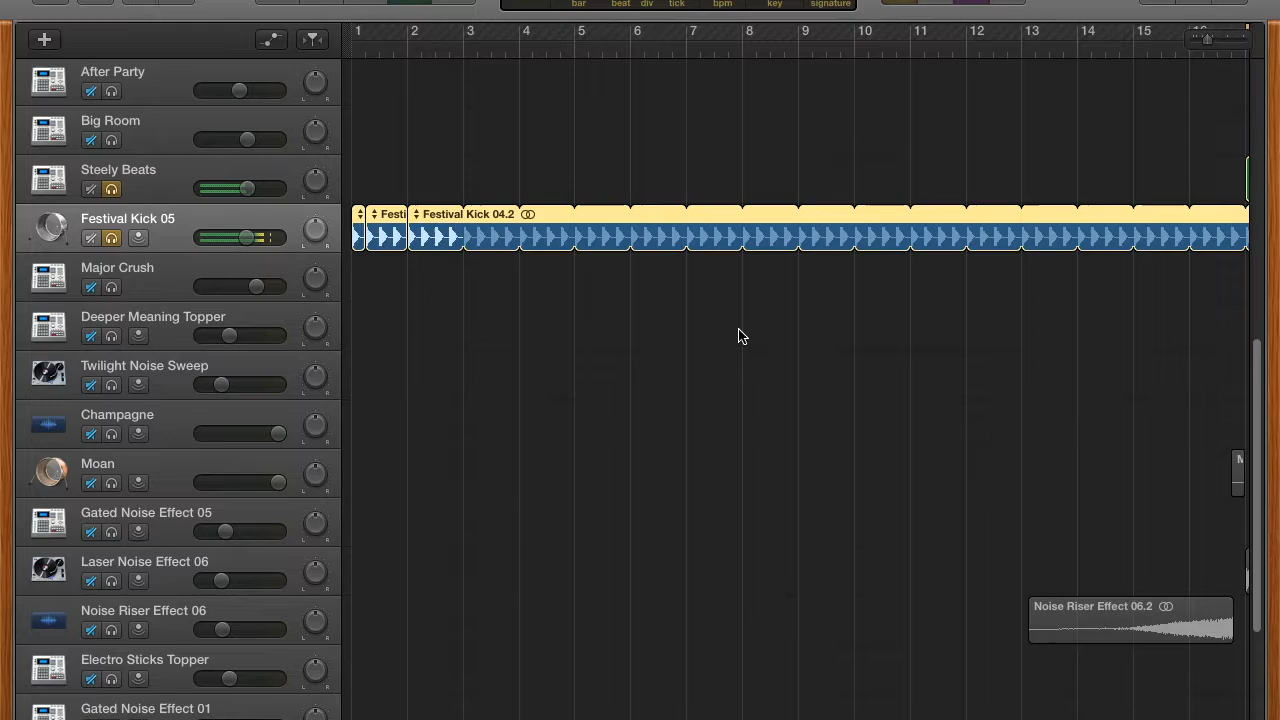 bar beat div tick bpm key signature
1 2 3 4 5 6 7 8 9 10 11 12 13 14 15
After Party
L R
Big Room
L R
Steely Beats
L R
Festival Kick 05
L R
Festi
Festival Kick 04.2
Major Crush
L R
Deeper Meaning Topper
L R
Twilight Noise Sweep
L R
Champagne
L R
Moan
L R
Gated Noise Effect 05
L R
Laser Noise Effect 06
L R
Noise Riser Effect 06
L R
Noise Riser Effect 06.2
Electro Sticks Topper
L R
Gated Noise Effect 01